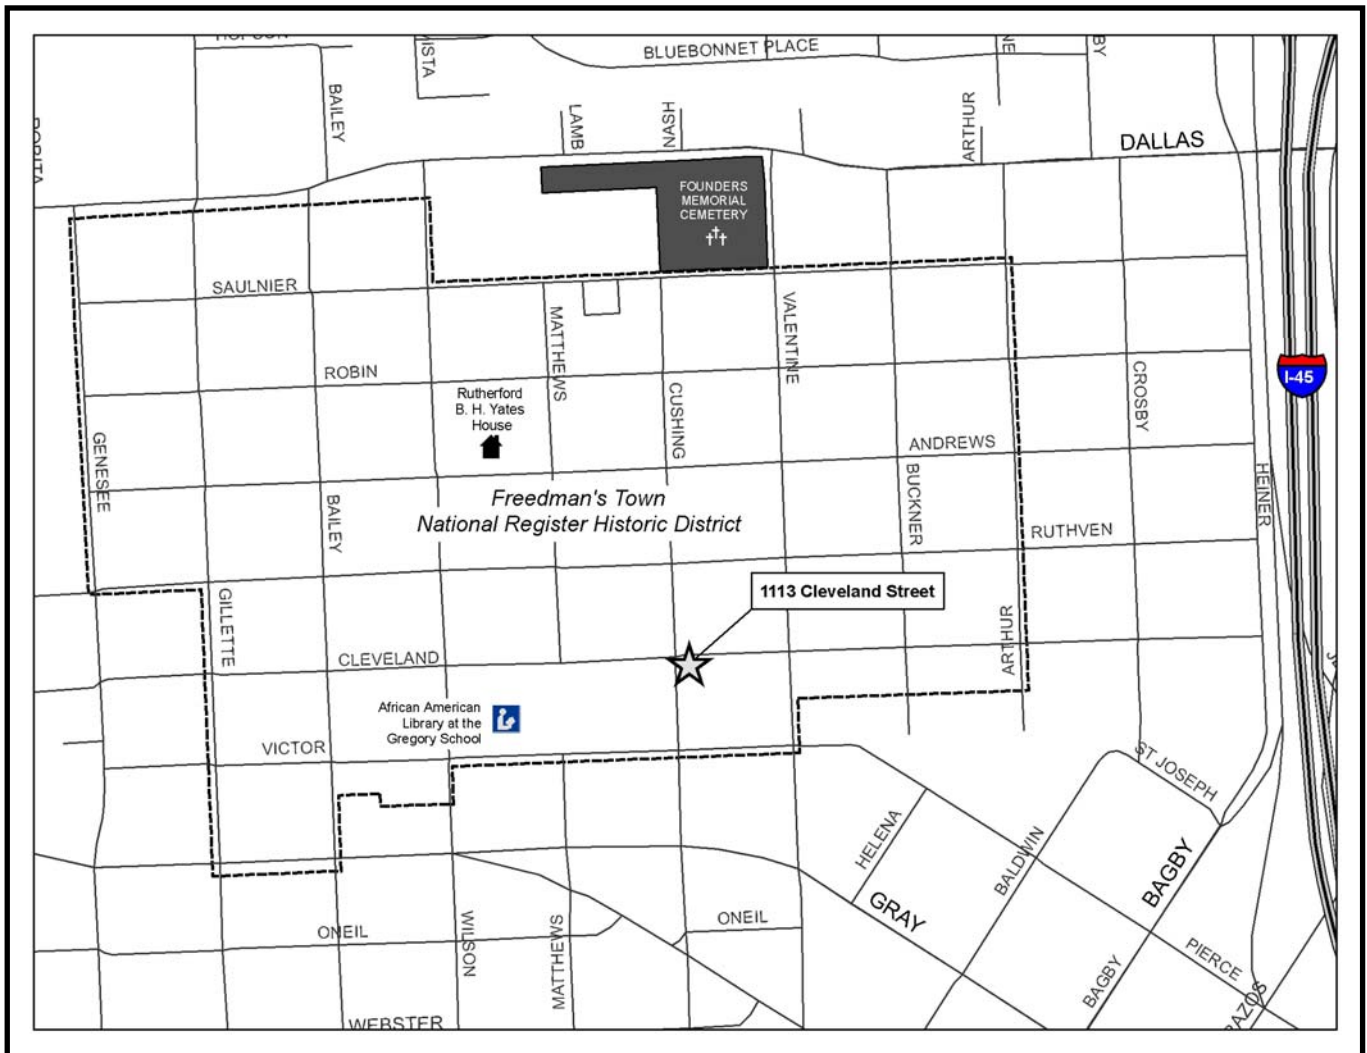 BLUEBONNET PLACE
BAILEY
LAMB
NASH
ARTHUR
DALLAS
FOUNDERS
MEMORIAL
CEMETERY
SAULNIER
MATTHEWS
VALENTINE
ROBIN
Rutherford
B. H. Yates
House
CUSHING
CROSBY
I-45
GENESEE
ANDREWS
BUCKNER
HEINER
BAILEY
Freedman's Town
National Register Historic District
RUTHVEN
1113 Cleveland Street
GILLETTE
ARTHUR
CLEVELAND
African American
Library at the
Gregory School
VICTOR
ST JOSEPH
HELENA
BALDWIN
BAGBY
GRAY
ONEIL
WILSON
MATTHEWS
ONEIL
PIERCE
BAGBY
WEBSTER